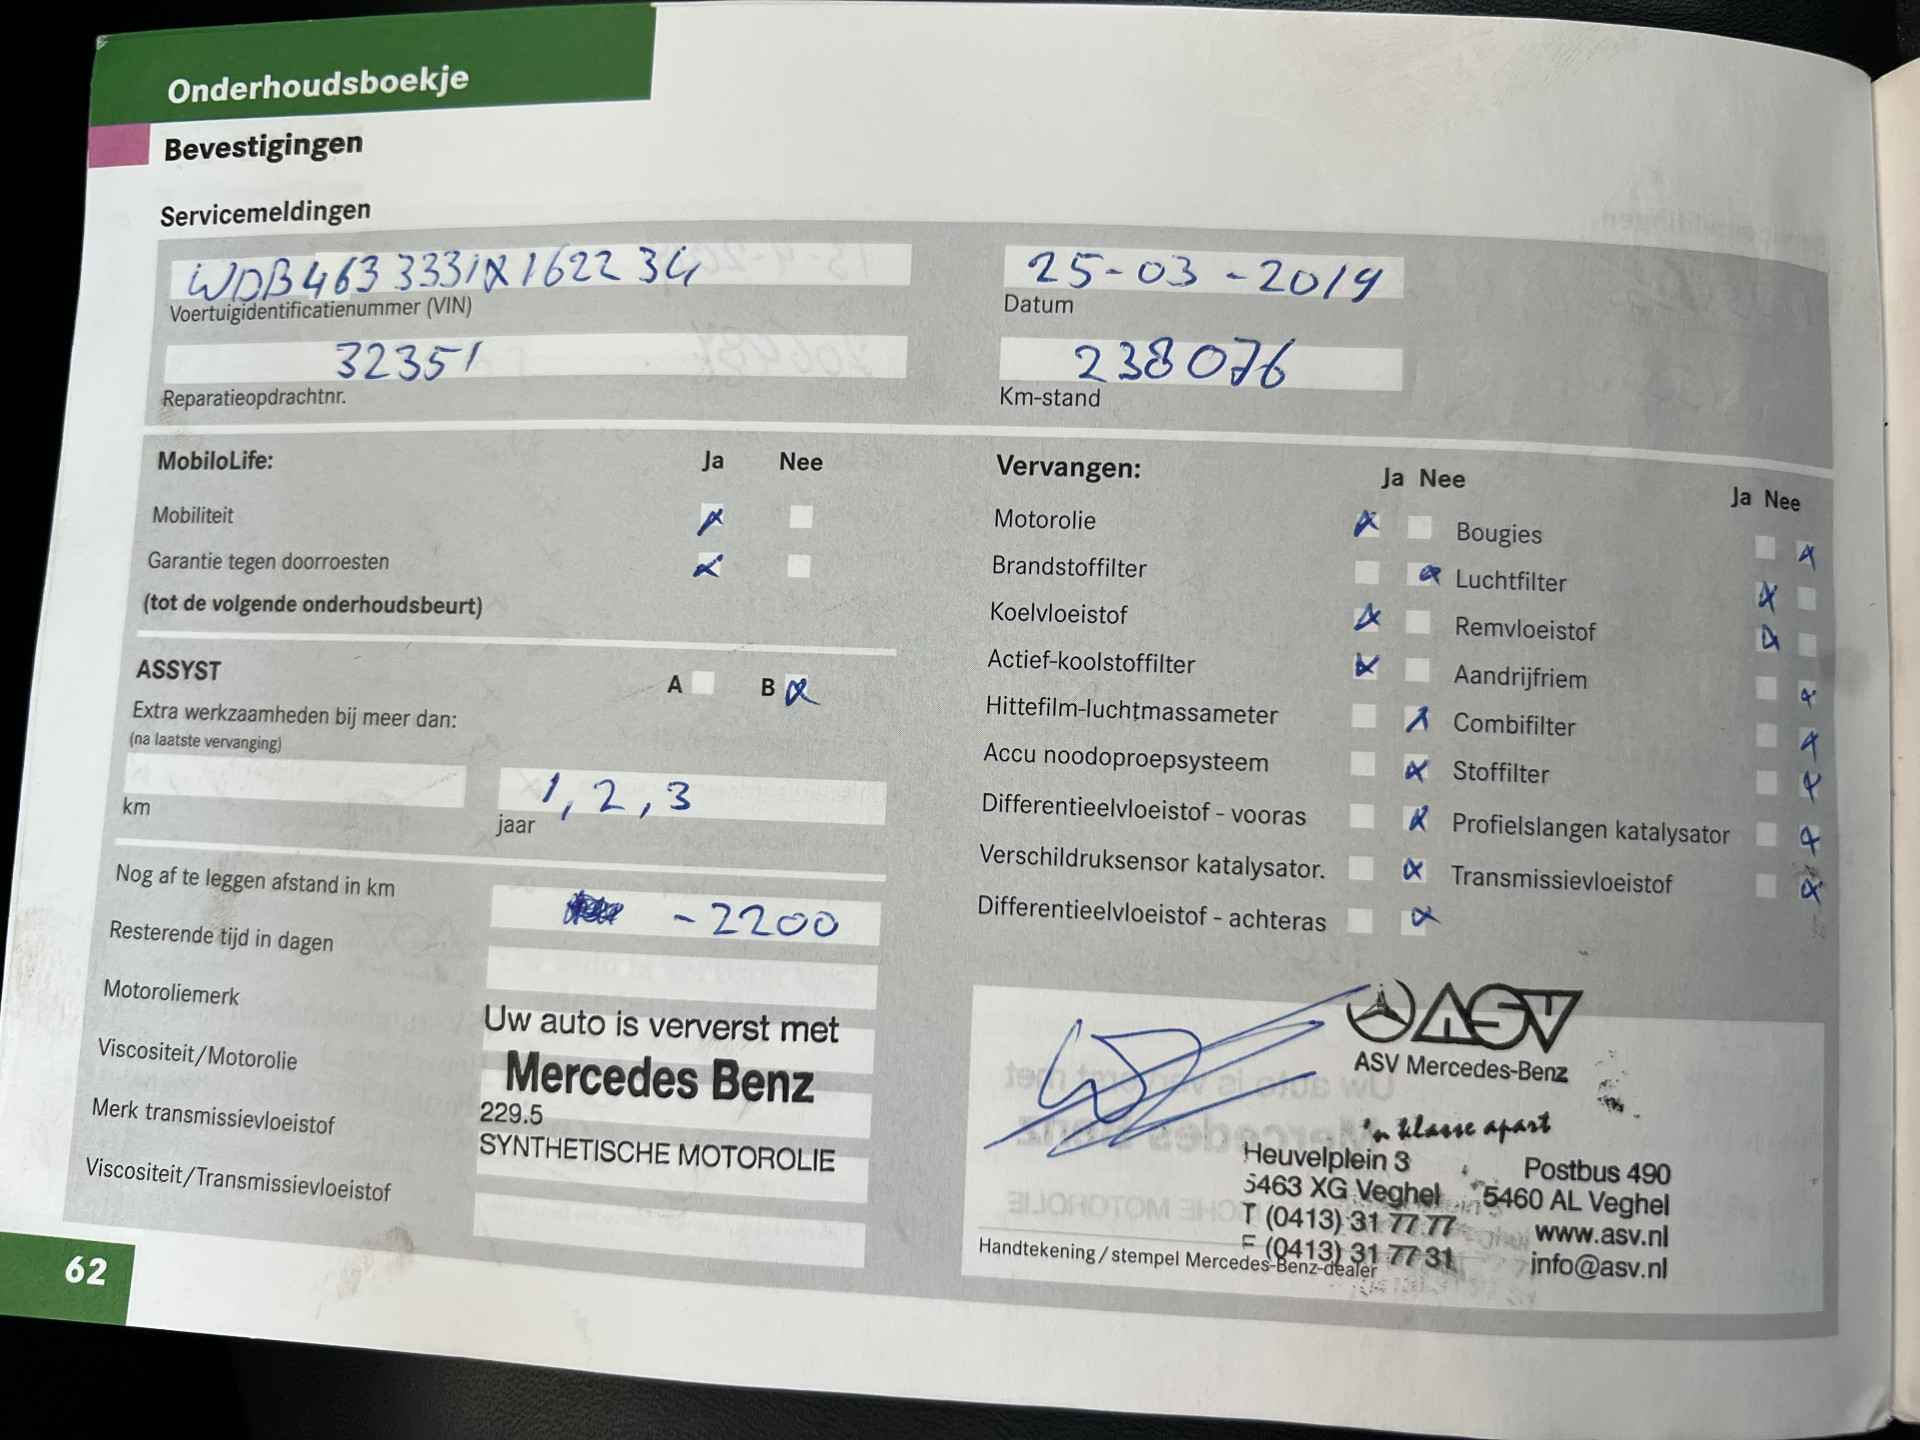 Onderhoudsboekje
Bevestigingen
Servicemeldingen
WDB463 3331X1622 34
Voertuigidentificatienummer (VIN)
25-03-2019
Datum
32351
Reparatieopdrachtnr.
238076
Km-stand
MobiloLife: Ja Nee
Mobiliteit
Garantie tegen doorroesten
(tot de volgende onderhoudsbeurt)
ASSYST A B
Extra werkzaamheden bij meer dan:
(na laatste vervanging)
km
1, 2, 3
jaar
Nog af te leggen afstand in km -2200
Resterende tijd in dagen
Motoroliemerk
Uw auto is ververst met
Viscositeit/Motorolie
Mercedes Benz
Merk transmissievloeistof
229.5
SYNTHETISCHE MOTOROLIE
Viscositeit/Transmissievloeistof
Vervangen: Ja Nee Ja Nee
Motorolie Bougies
Brandstoffilter Luchtfilter
Koelvloeistof Remvloeistof
Actief-koolstoffilter Aandrijfriem
Hittefilm-luchtmassameter Combifilter
Accu noodoproepsysteem Stoffilter
Differentieelvloeistof - vooras Profielslangen katalysator
Verschildruksensor katalysator. Transmissievloeistof
Differentieelvloeistof - achteras
ASV
ASV Mercedes-Benz
'n klasse apart
Heuvelplein 3 Postbus 490
5463 XG Veghel 5460 AL Veghel
T (0413) 31 77 77 www.asv.nl
F (0413) 31 77 31 info@asv.nl
Handtekening / stempel Mercedes-Benz-dealer
62